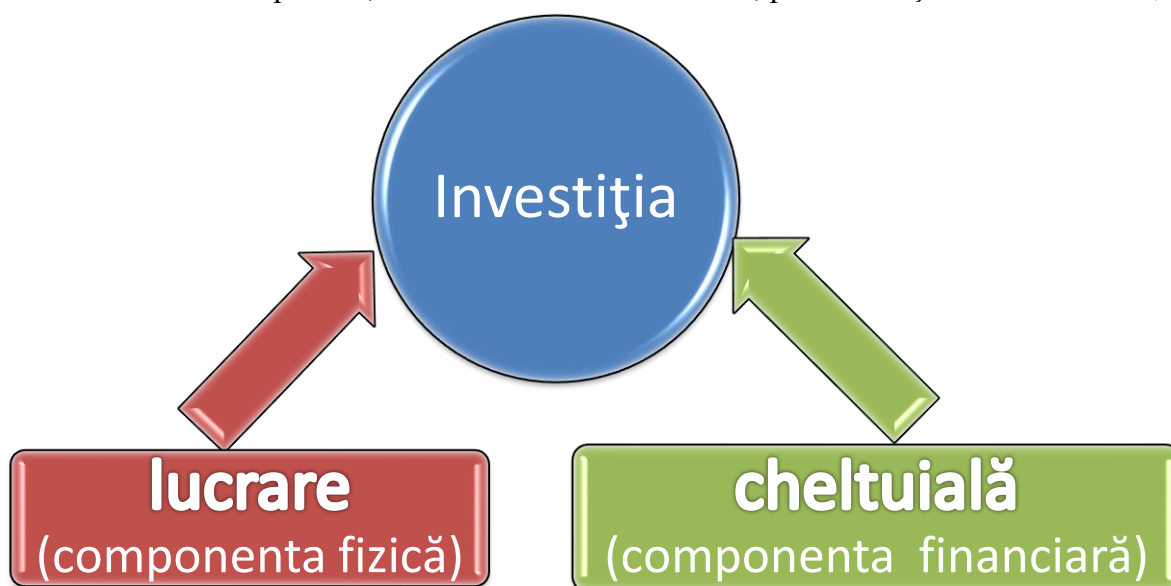 Investiţia
lucrare
(componenta fizică)
cheltuială
(componenta financiară)